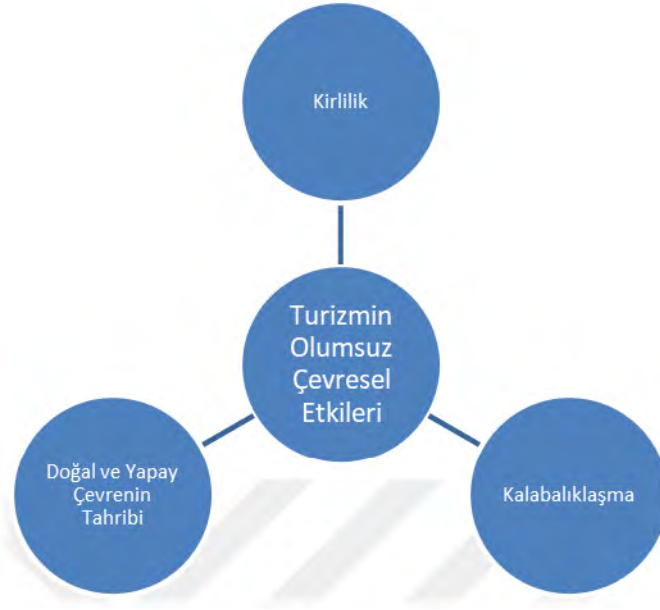 Kirlilik
Turizmin
Olumsuz
Çevresel
Etkileri
Doğal ve Yapay
Çevrenin
Tahribi
Kalabalıklaşma